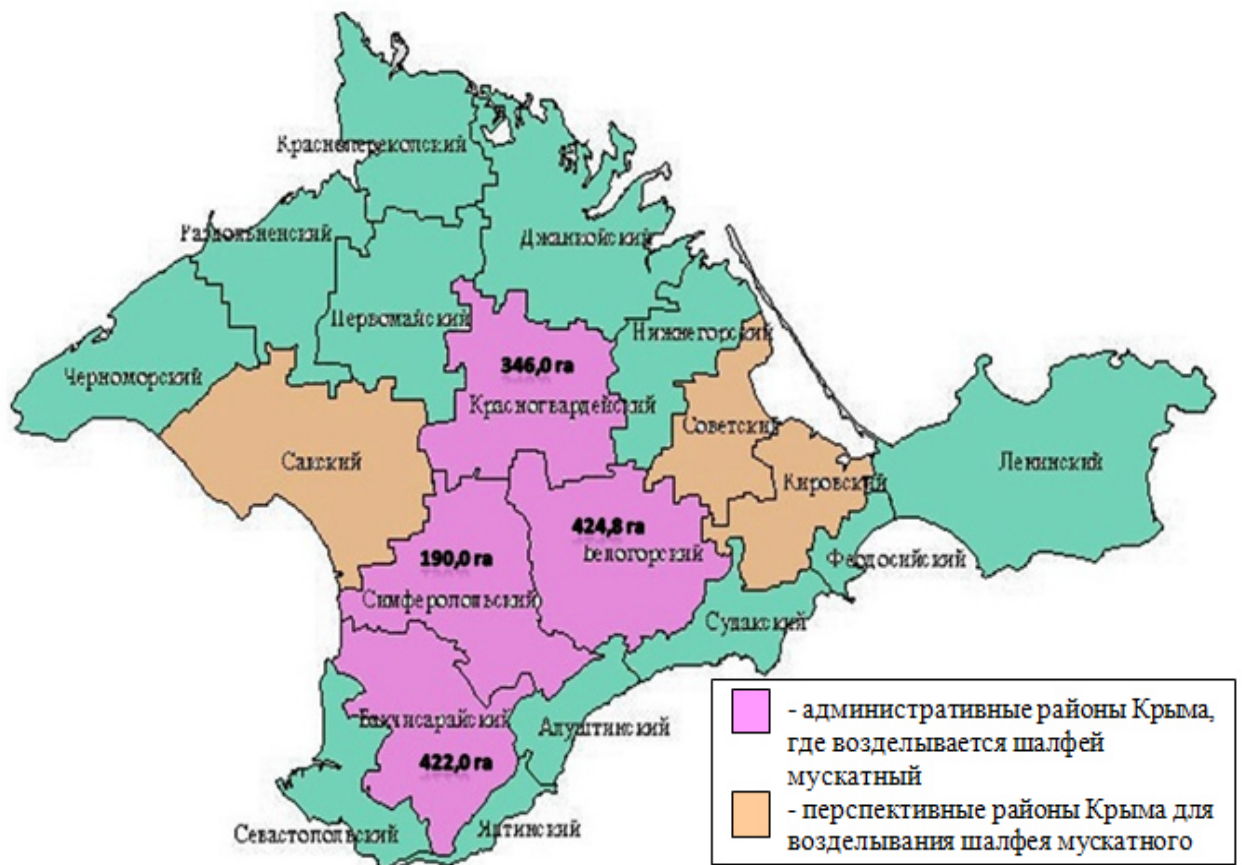 Красноперекопский
Раздольненский
Джанкойский
Первомайский
Нижнегорский
346,0 га
Черноморский
Красногвардейский
Советский
Сакский
Ленинский
Кировский
424,8 га
Белогорский
190,0 га
Феодосийский
Симферопольский
Судакский
Бахчисарайский
Алуштинский
422,0 га
Севастопольский
Ялтинский
- административные районы Крыма,
где возделывается шалфей
мускатный
- перспективные районы Крыма для
возделывания шалфея мускатного